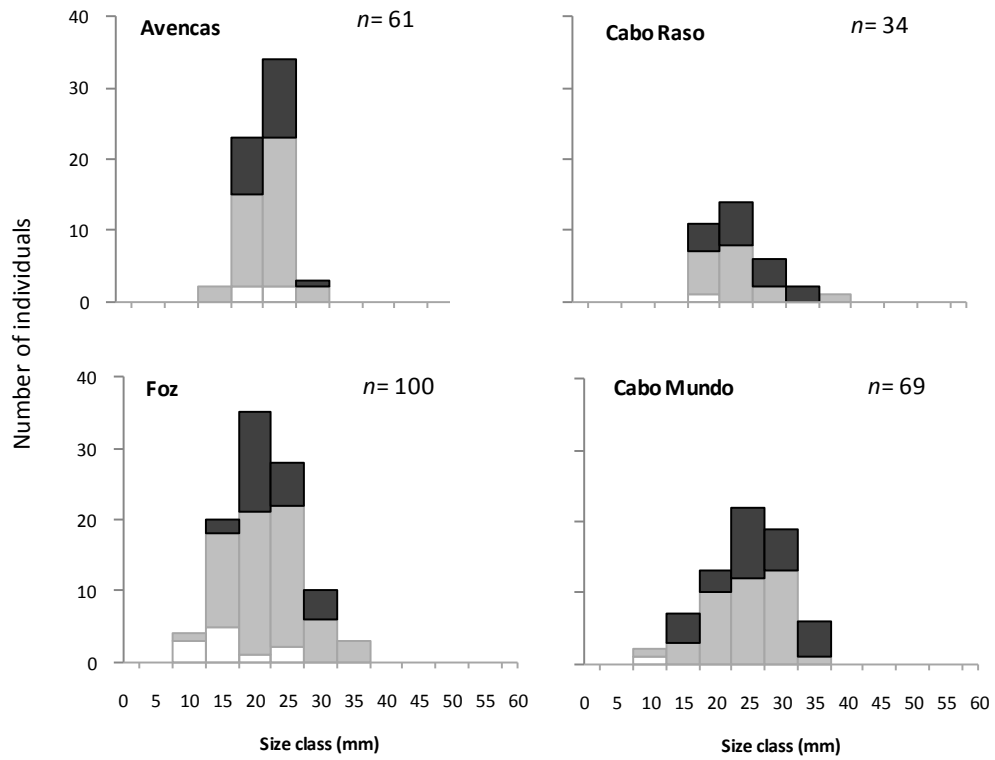 Number of individuals
Avencas
n= 61
40
30
20
10
0
Cabo Raso
n= 34
Foz
n= 100
40
30
20
10
0
0 5 10 15 20 25 30 35 40 45 50 55 60
Size class (mm)
Cabo Mundo
n= 69
0 5 10 15 20 25 30 35 40 45 50 55 60
Size class (mm)